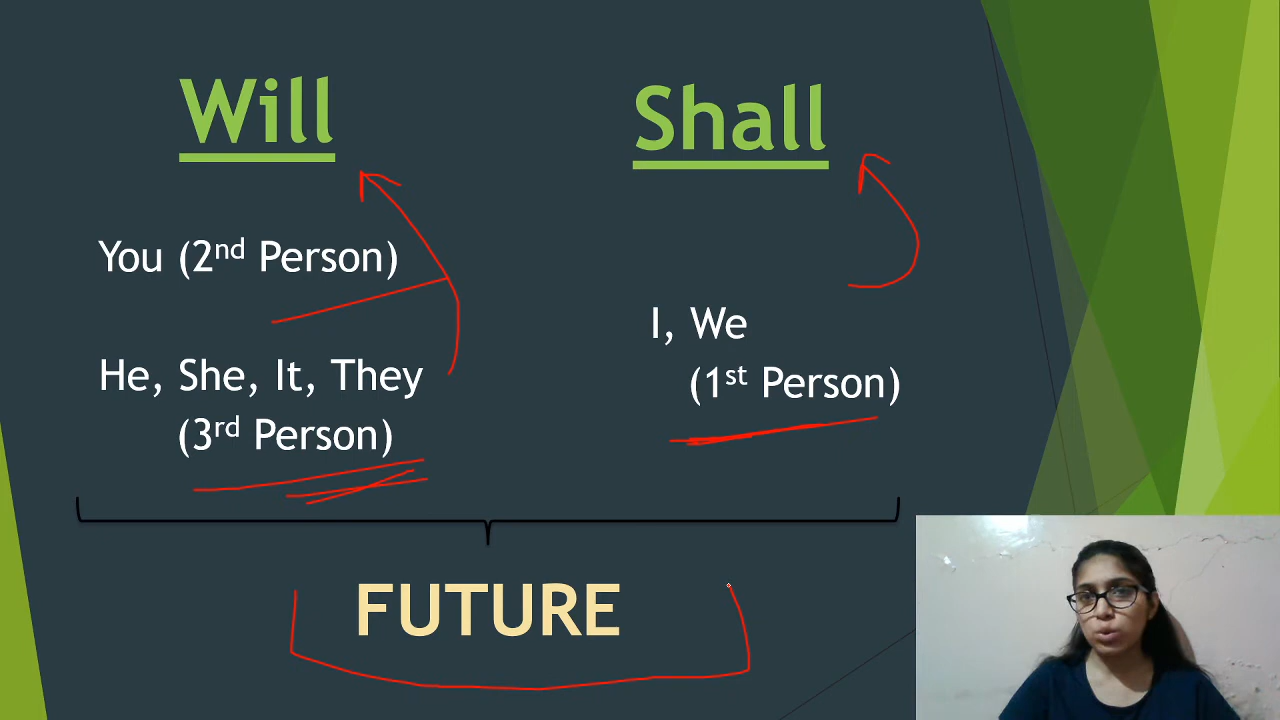 Will
You (2nd Person)
He, She, It, They
(3rd Person)
Shall
I, We
(1st Person)
FUTURE